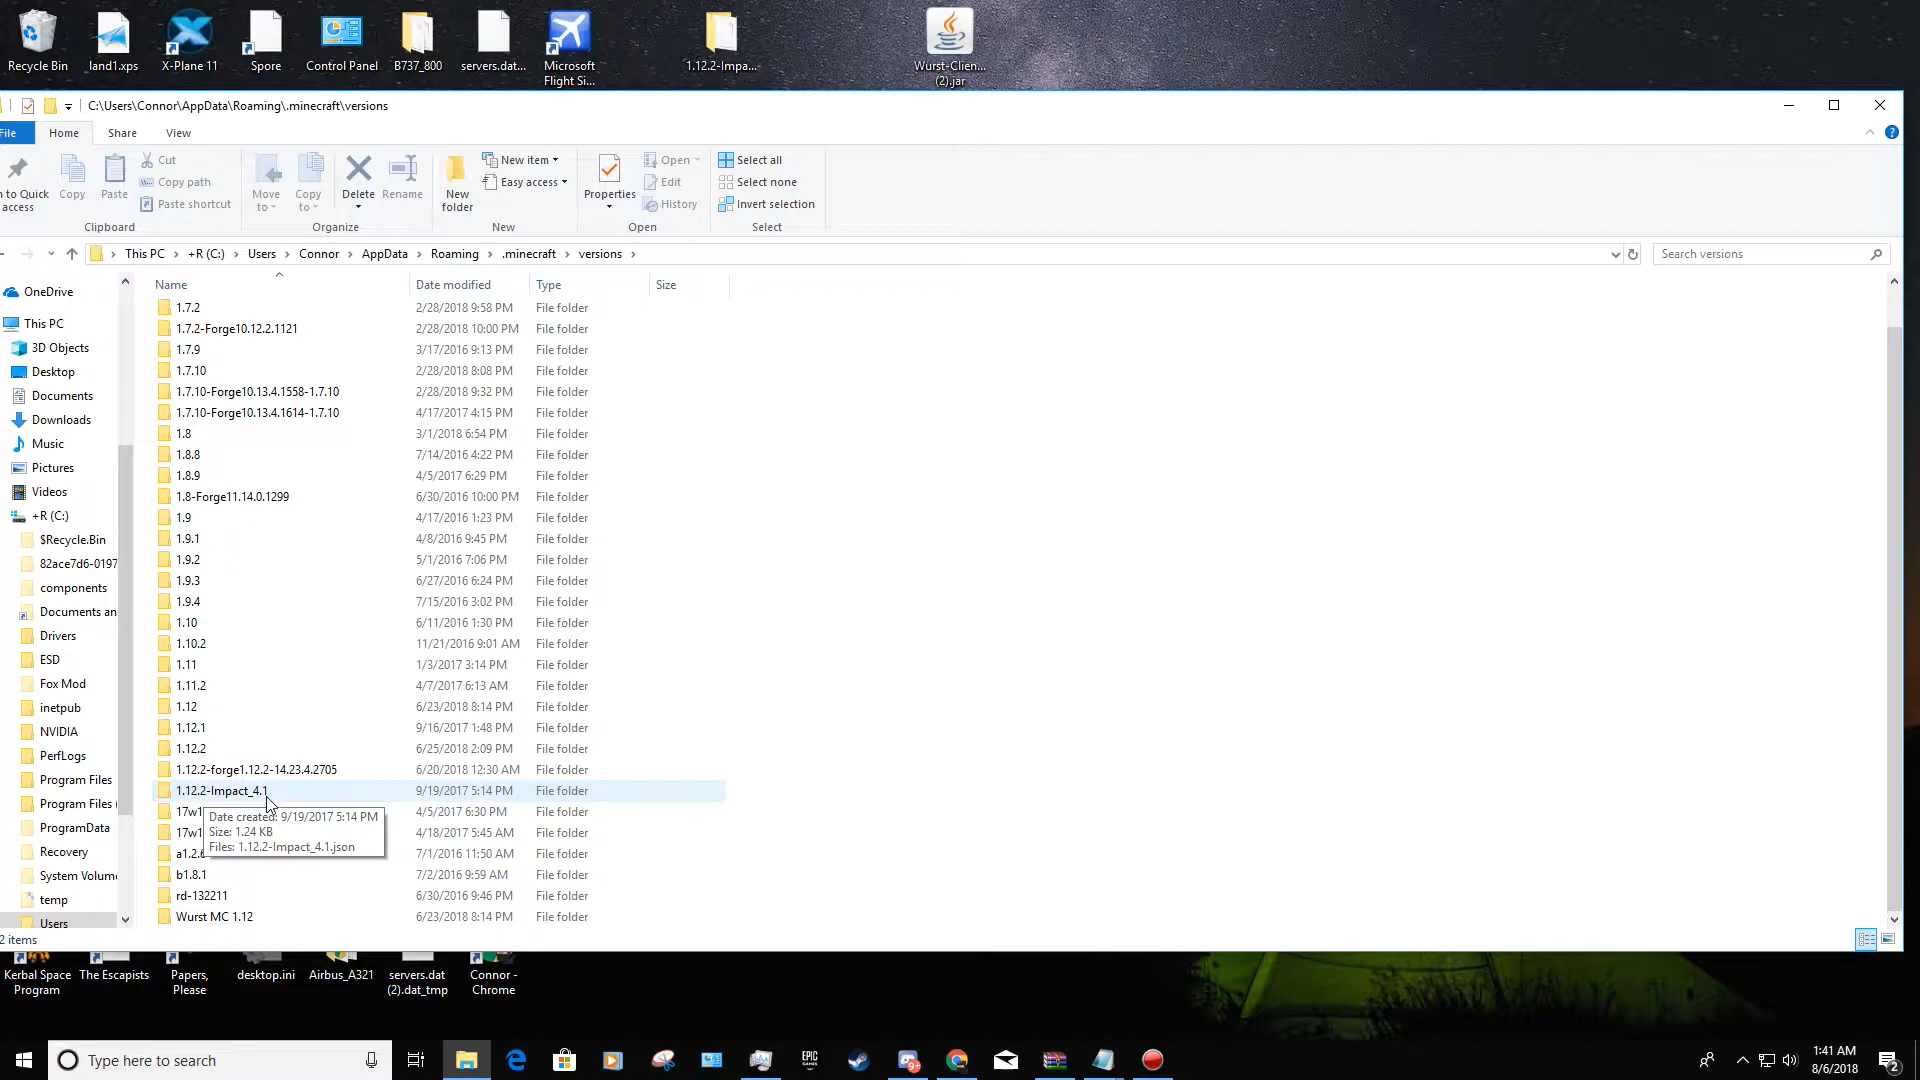 Recycle Bin
land1.xps
X-Plane 11
Spore
Control Panel
B737_800
servers.dat...
Microsoft
Flight Si...
1.12.2-Impa...
Wurst-Clien...
(2).jar
C:\Users\Connor\AppData\Roaming\.minecraft\versions
File
Home
Share
View
n to Quick
access
Copy
Paste
Cut
Copy path
Paste shortcut
Clipboard
Move
to
Copy
to
Delete
Rename
Organize
New
folder
New item
Easy access
New
Properties
Open
Edit
History
Open
Select all
Select none
Invert selection
Select
This PC > +R (C:) > Users > Connor > AppData > Roaming > .minecraft > versions >
Search versions
OneDrive
This PC
3D Objects
Desktop
Documents
Downloads
Music
Pictures
Videos
+R (C:)
$Recycle.Bin
82ace7d6-0197
components
Documents an
Drivers
ESD
Fox Mod
inetpub
NVIDIA
PerfLogs
Program Files
Program Files (
ProgramData
Recovery
System Volume
temp
Users
Name Date modified Type Size
1.7.2 2/28/2018 9:58 PM File folder
1.7.2-Forge10.12.2.1121 2/28/2018 10:00 PM File folder
1.7.9 3/17/2016 9:13 PM File folder
1.7.10 2/28/2018 8:08 PM File folder
1.7.10-Forge10.13.4.1558-1.7.10 2/28/2018 9:32 PM File folder
1.7.10-Forge10.13.4.1614-1.7.10 4/17/2017 4:15 PM File folder
1.8 3/1/2018 6:54 PM File folder
1.8.8 7/14/2016 4:22 PM File folder
1.8.9 4/5/2017 6:29 PM File folder
1.8-Forge11.14.0.1299 6/30/2016 10:00 PM File folder
1.9 4/17/2016 1:23 PM File folder
1.9.1 4/8/2016 9:45 PM File folder
1.9.2 5/1/2016 7:06 PM File folder
1.9.3 6/27/2016 6:24 PM File folder
1.9.4 7/15/2016 3:02 PM File folder
1.10 6/11/2016 1:30 PM File folder
1.10.2 11/21/2016 9:01 AM File folder
1.11 1/3/2017 3:14 PM File folder
1.11.2 4/7/2017 6:13 AM File folder
1.12 6/23/2018 8:14 PM File folder
1.12.1 9/16/2017 1:48 PM File folder
1.12.2 6/25/2018 2:09 PM File folder
1.12.2-forge1.12.2-14.23.4.2705 6/20/2018 12:30 AM File folder
1.12.2-Impact_4.1 9/19/2017 5:14 PM File folder
17w1 4/5/2017 6:30 PM File folder
17w1 4/18/2017 5:45 AM File folder
a1.2.6 7/1/2016 11:50 AM File folder
b1.8.1 7/2/2016 9:59 AM File folder
rd-132211 6/30/2016 9:46 PM File folder
Wurst MC 1.12 6/23/2018 8:14 PM File folder
Date created: 9/19/2017 5:14 PM
Size: 1.24 KB
Files: 1.12.2-Impact_4.1.json
2 items
Kerbal Space
Program
The Escapists
Papers,
Please
desktop.ini
Airbus_A321
servers.dat
(2).dat_tmp
Connor -
Chrome
Type here to search
EPIC
GAMES
9+
1:41 AM
8/6/2018
2